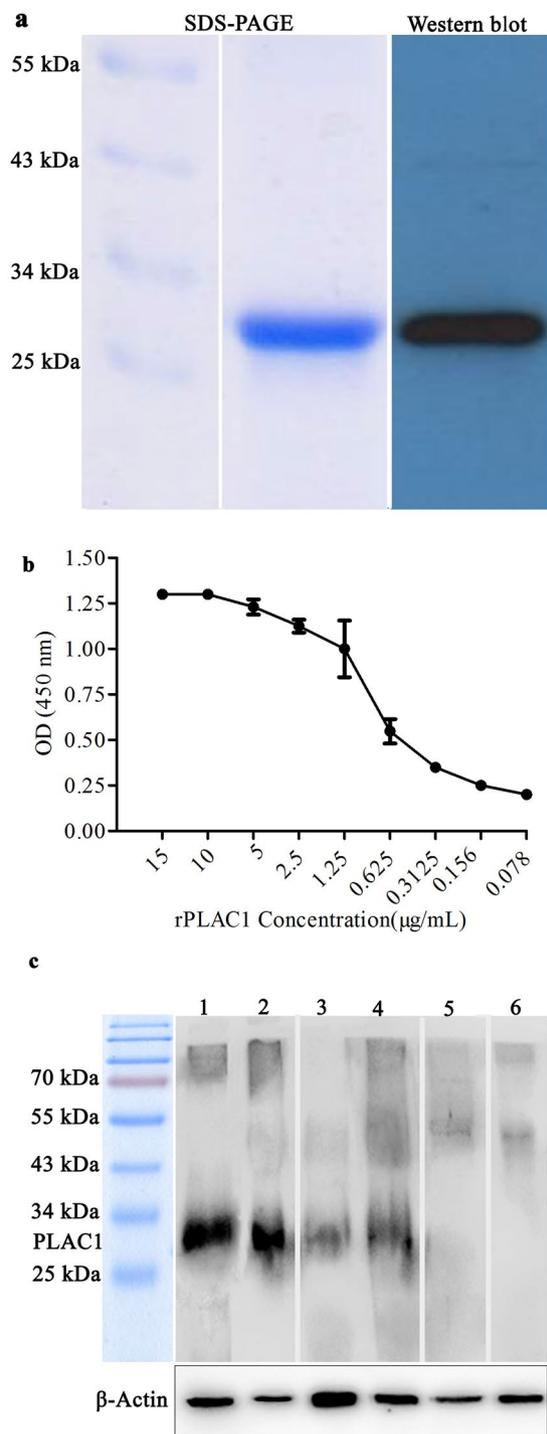 a
SDS-PAGE
Western blot
55 kDa
43 kDa
34 kDa
25 kDa
b
1.50
1.25
1.00
0.75
0.50
0.25
0.00
OD (450 nm)
15
10
5
2.5
1.25
0.625
0.3125
0.156
0.078
rPLAC1 Concentration(μg/mL)
c
1 2 3 4 5 6
70 kDa
55 kDa
43 kDa
34 kDa
PLAC1
25 kDa
β-Actin